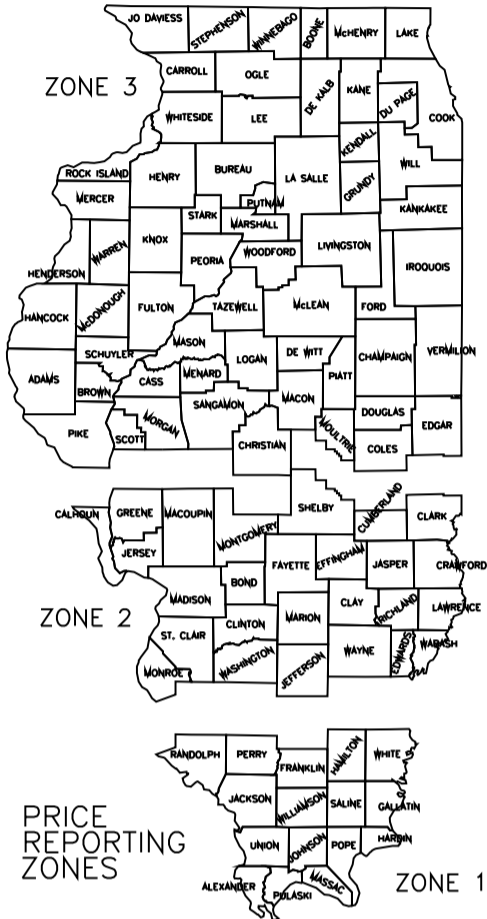 JO DAVIESS STEPHENSON WINNEBAGO BOONE McHENRY LAKE
CARROLL OGLE DE KALB KANE DU PAGE COOK
ZONE 3
WHITESIDE LEE
KENDALL WILL
ROCK ISLAND HENRY BUREAU LA SALLE GRUNDY
MERCER PUTNAM KANKAKEE
STARK MARSHALL
HENDERSON WARREN KNOX PEORIA WOODFORD LIVINGSTON IROQUOIS
HANCOCK McDONOUGH FULTON TAZEWELL McLEAN FORD
MASON
SCHUYLER LOGAN DE WITT CHAMPAIGN VERMILION
ADAMS BROWN CASS MENARD PIATT
SANGAMON MACON
PIKE SCOTT MORGAN MOULTRIE DOUGLAS EDGAR
CHRISTIAN COLES
SHELBY CUMBERLAND CLARK
CALHOUN GREENE MACOUPIN MONTGOMERY
JERSEY FAYETTE EFFINGHAM JASPER CRAWFORD
BOND
MADISON CLAY RICHLAND LAWRENCE
ZONE 2
CLINTON MARION
ST. CLAIR WAYNE EDWARDS WABASH
MONROE WASHINGTON JEFFERSON
RANDOLPH PERRY FRANKLIN HAMILTON WHITE
JACKSON WILLIAMSON SALINE GALLATIN
PRICE
REPORTING
ZONES
UNION JOHNSON POPE HARDIN
ALEXANDER PULASKI MASSAC
ZONE 1